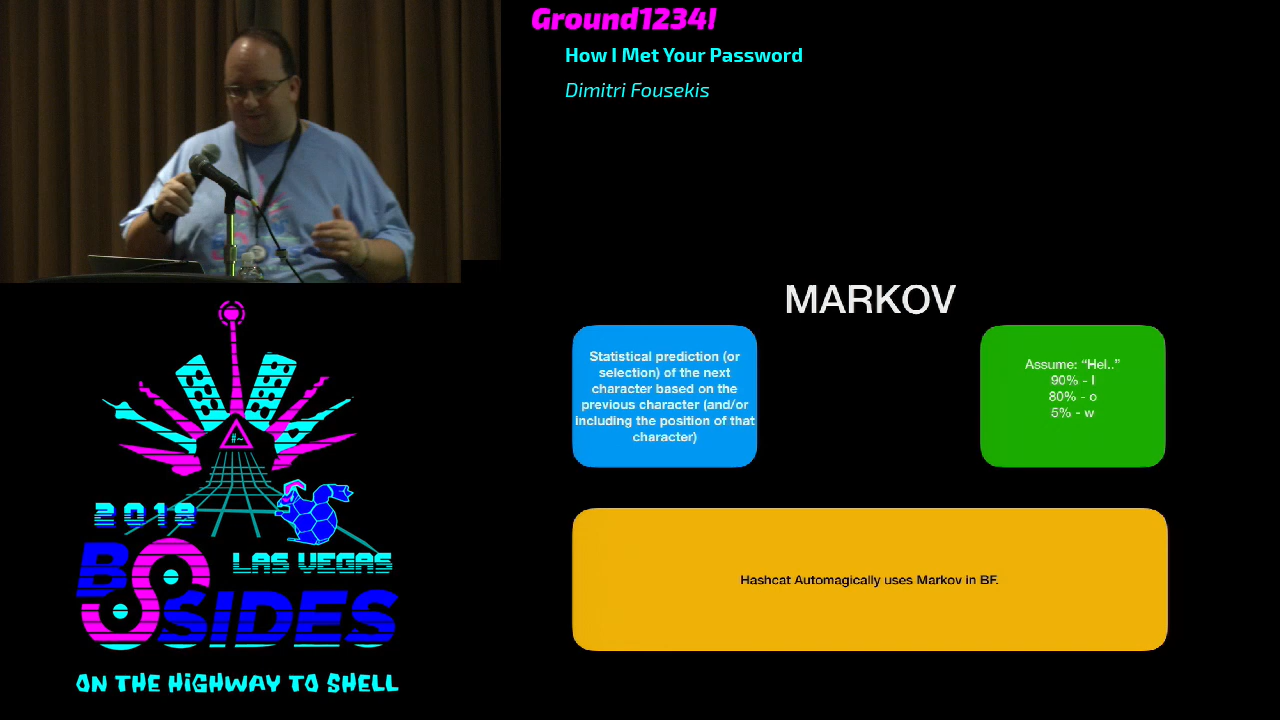 Ground1234!
How I Met Your Password
Dimitri Fousekis
MARKOV
Statistical prediction (or
selection) of the next
character based on the
previous character (and/or
including the position of that
character)
Assume: “Hel..”
90% - l
80% - o
5% - w
Hashcat Automagically uses Markov in BF.
#~
2019
LAS VEGAS
BSIDES
ON THE HIGHWAY TO SHELL